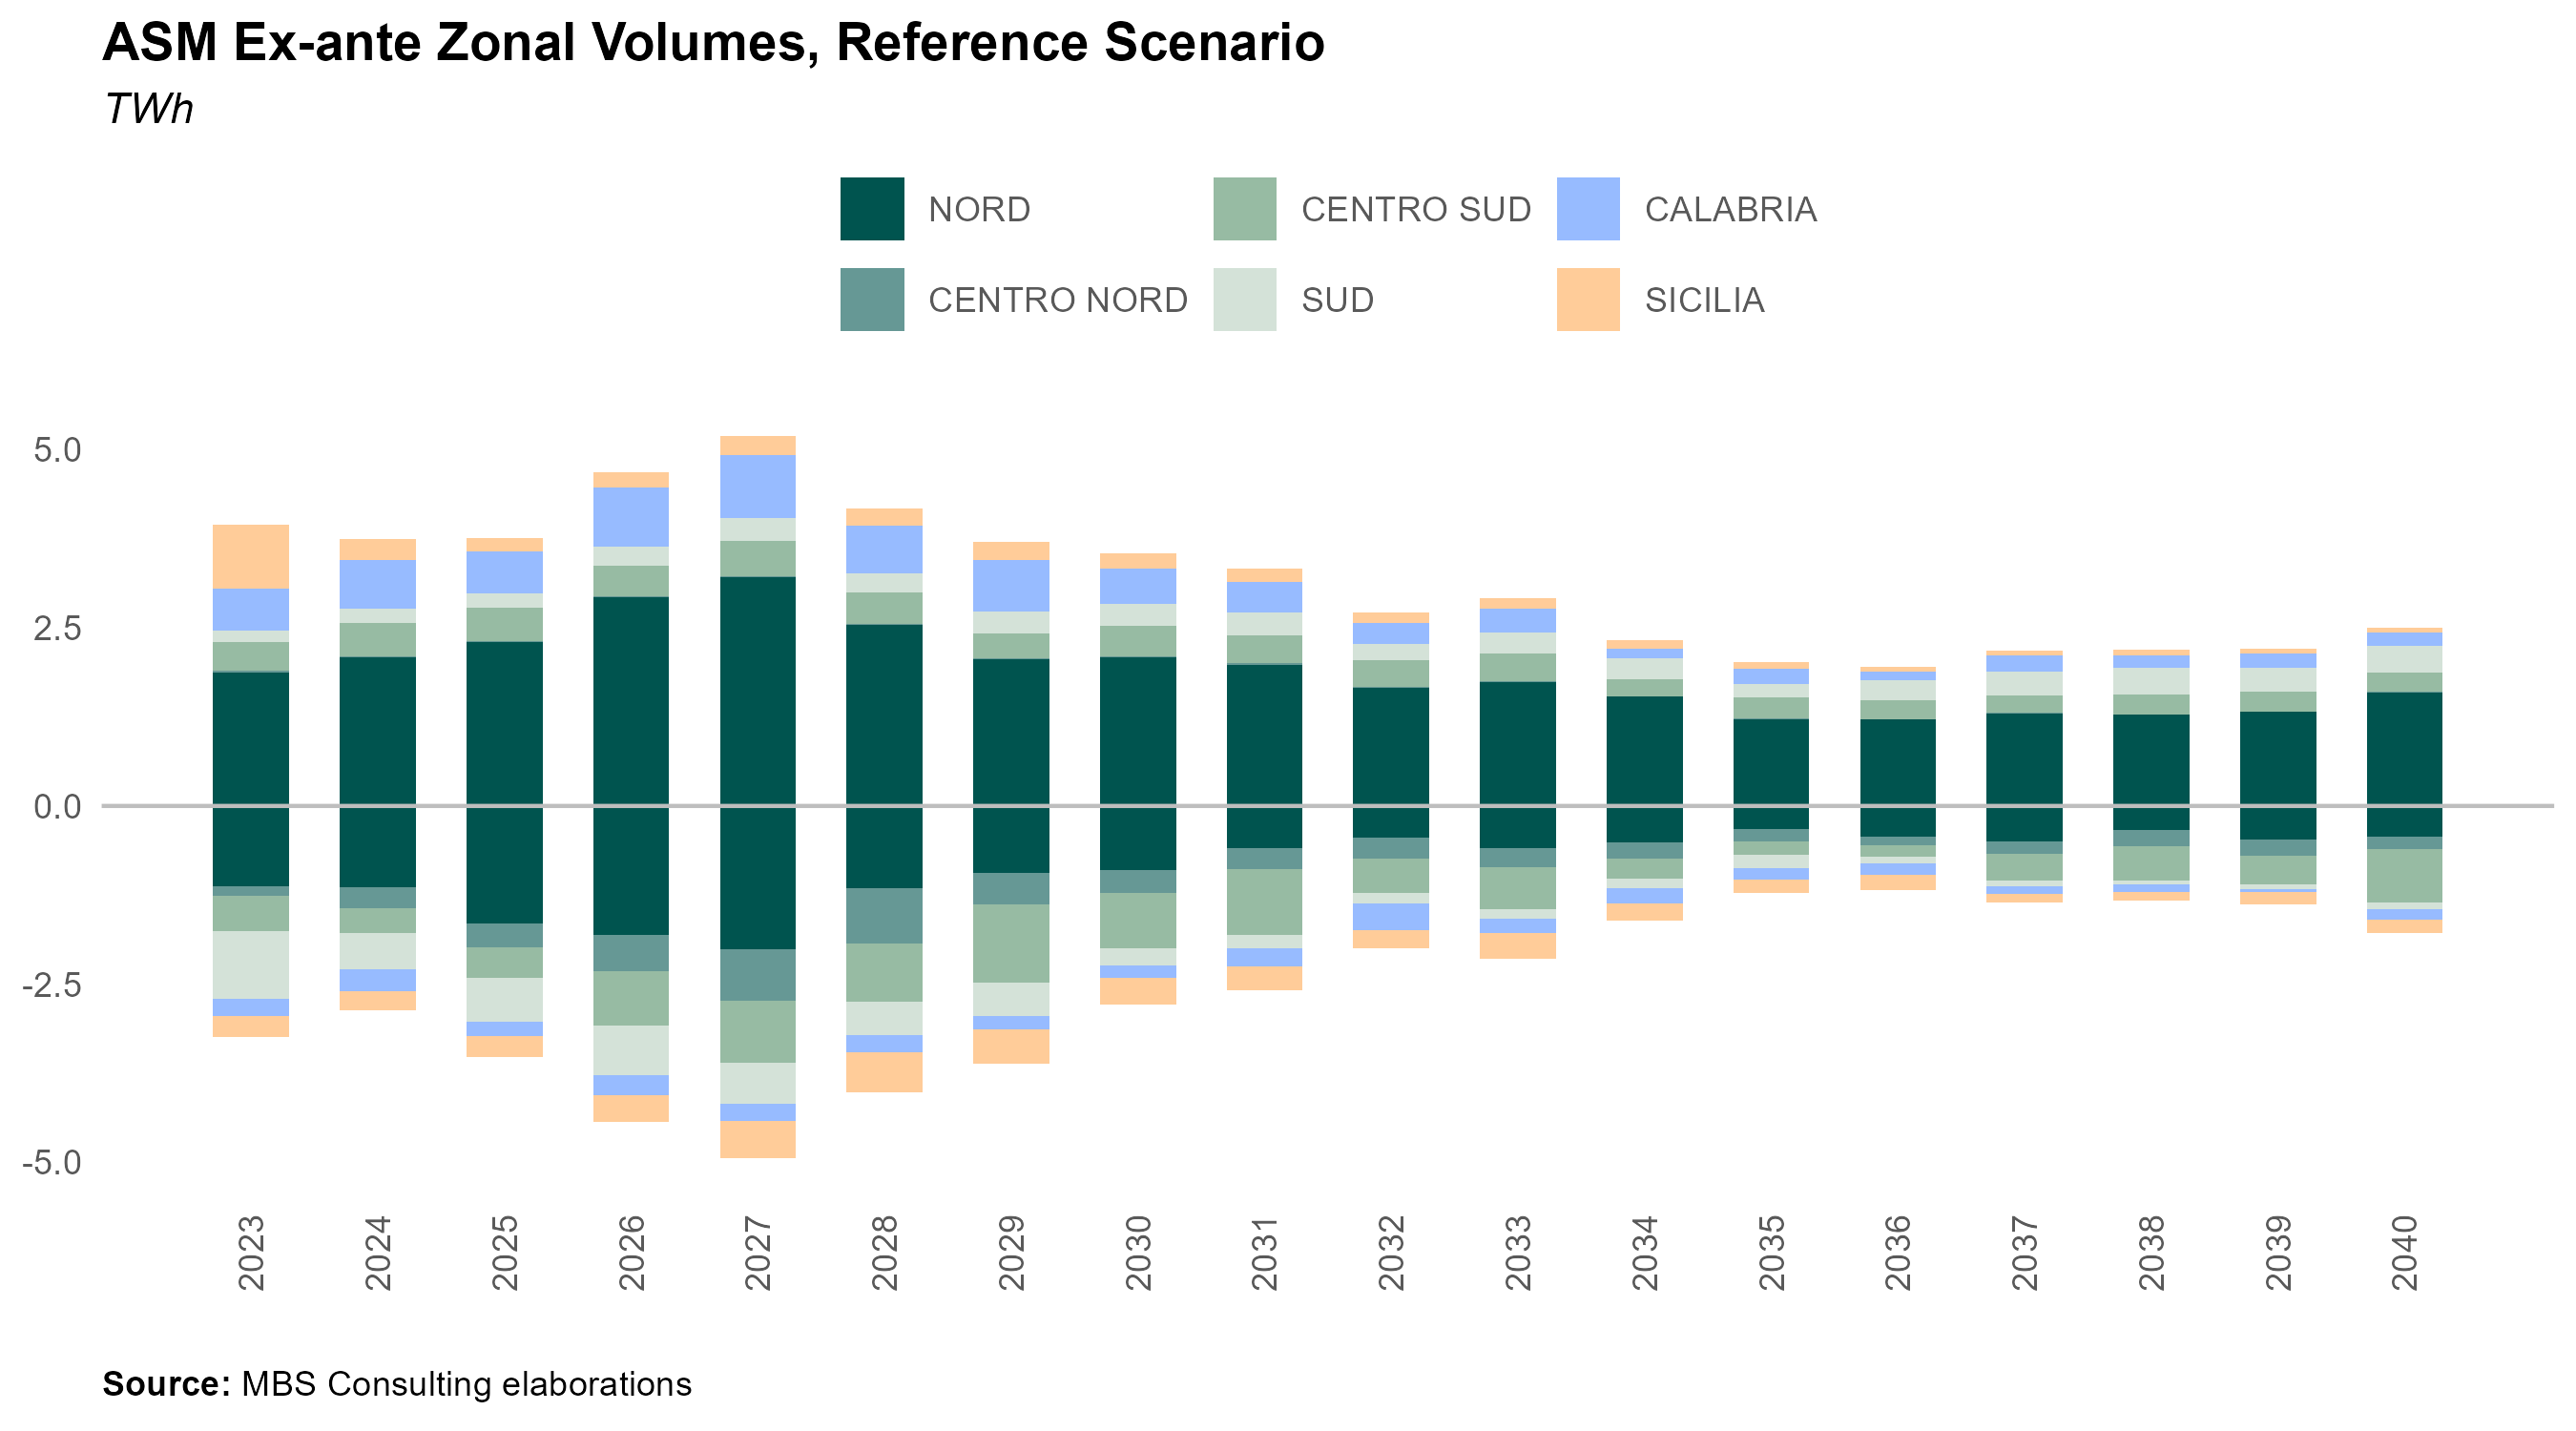 ASM Ex-ante Zonal Volumes, Reference Scenario
TWh
NORD CENTRO SUD CALABRIA
CENTRO NORD SUD SICILIA
5.0
2.5
0.0
-2.5
-5.0
2023 2024 2025 2026 2027 2028 2029 2030 2031 2032 2033 2034 2035 2036 2037 2038 2039 2040
Source: MBS Consulting elaborations